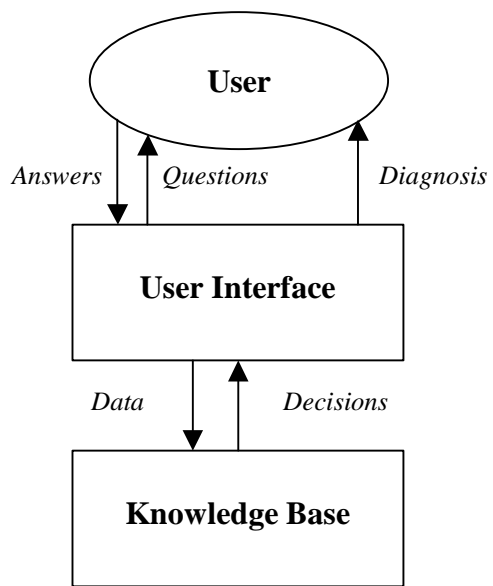 User
Answers
Questions
Diagnosis
User Interface
Data
Decisions
Knowledge Base